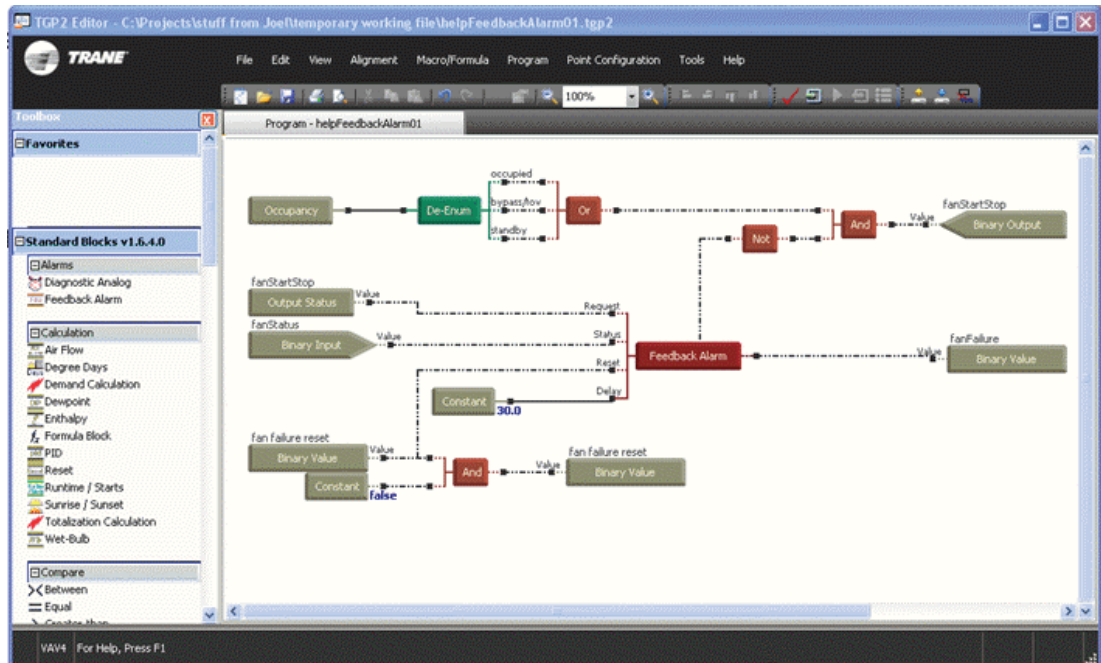 TGP2 Editor - C:\Projects\stuff from Joel\temporary working file\helpFeedbackAlarm01.tgp2
TRANE
File Edit View Alignment Macro/Formula Program Point Configuration Tools Help
100%
Toolbox
Program - helpFeedbackAlarm01
Favorites
Standard Blocks v1.6.4.0
Alarms
Diagnostic Analog
Feedback Alarm
Calculation
Air Flow
Degree Days
Demand Calculation
Dewpoint
Enthalpy
Formula Block
PID
Reset
Runtime / Starts
Sunrise / Sunset
Totalization Calculation
Wet-Bulb
Compare
Between
Equal
Greater than
occupied
Occupancy De-Enum bypass/tov Or
standby
Not And Value
fanStartStop
Binary Output
fanStartStop
Output Status Value Request
fanStatus
Binary Input Value Status
Reset
Feedback Alarm
Delay
Constant 30.0
fanFailure
Value Binary Value
fan failure reset
Binary Value Value
Constant false
And Value
fan failure reset
Binary Value
VAV4 For Help, Press F1